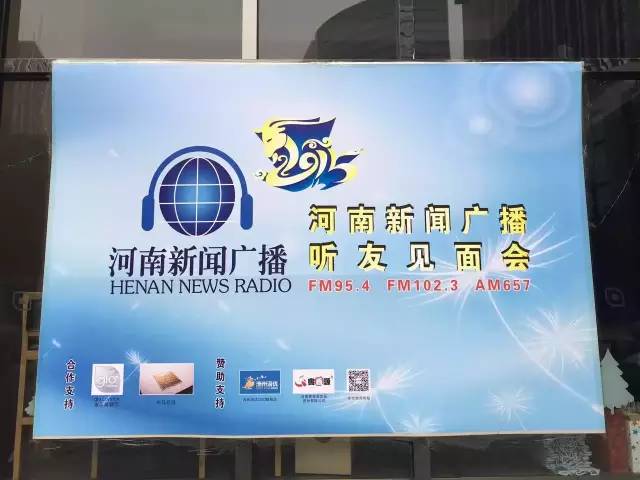 2015
河南新闻广播
HENAN NEWS RADIO
河南新闻广播
听友见面会
FM95.4 FM102.3 AM657
合作支持
赞助支持